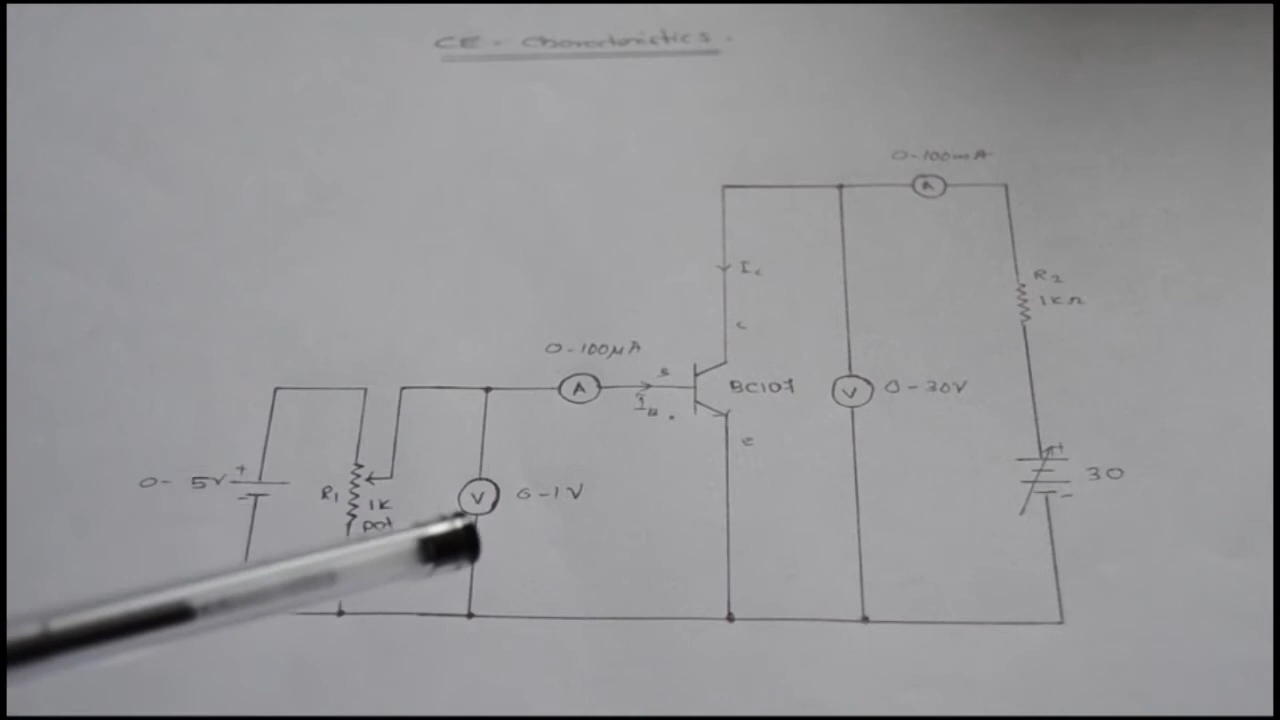 CE - Characteristics.
0-100mA
A
Ic
R2
1KΩ
c
0-100µA
A
B
IB
BC107
V
0-30V
e
0- 5V
+
-
R1
1K
pot
V
0-1V
+
-
30